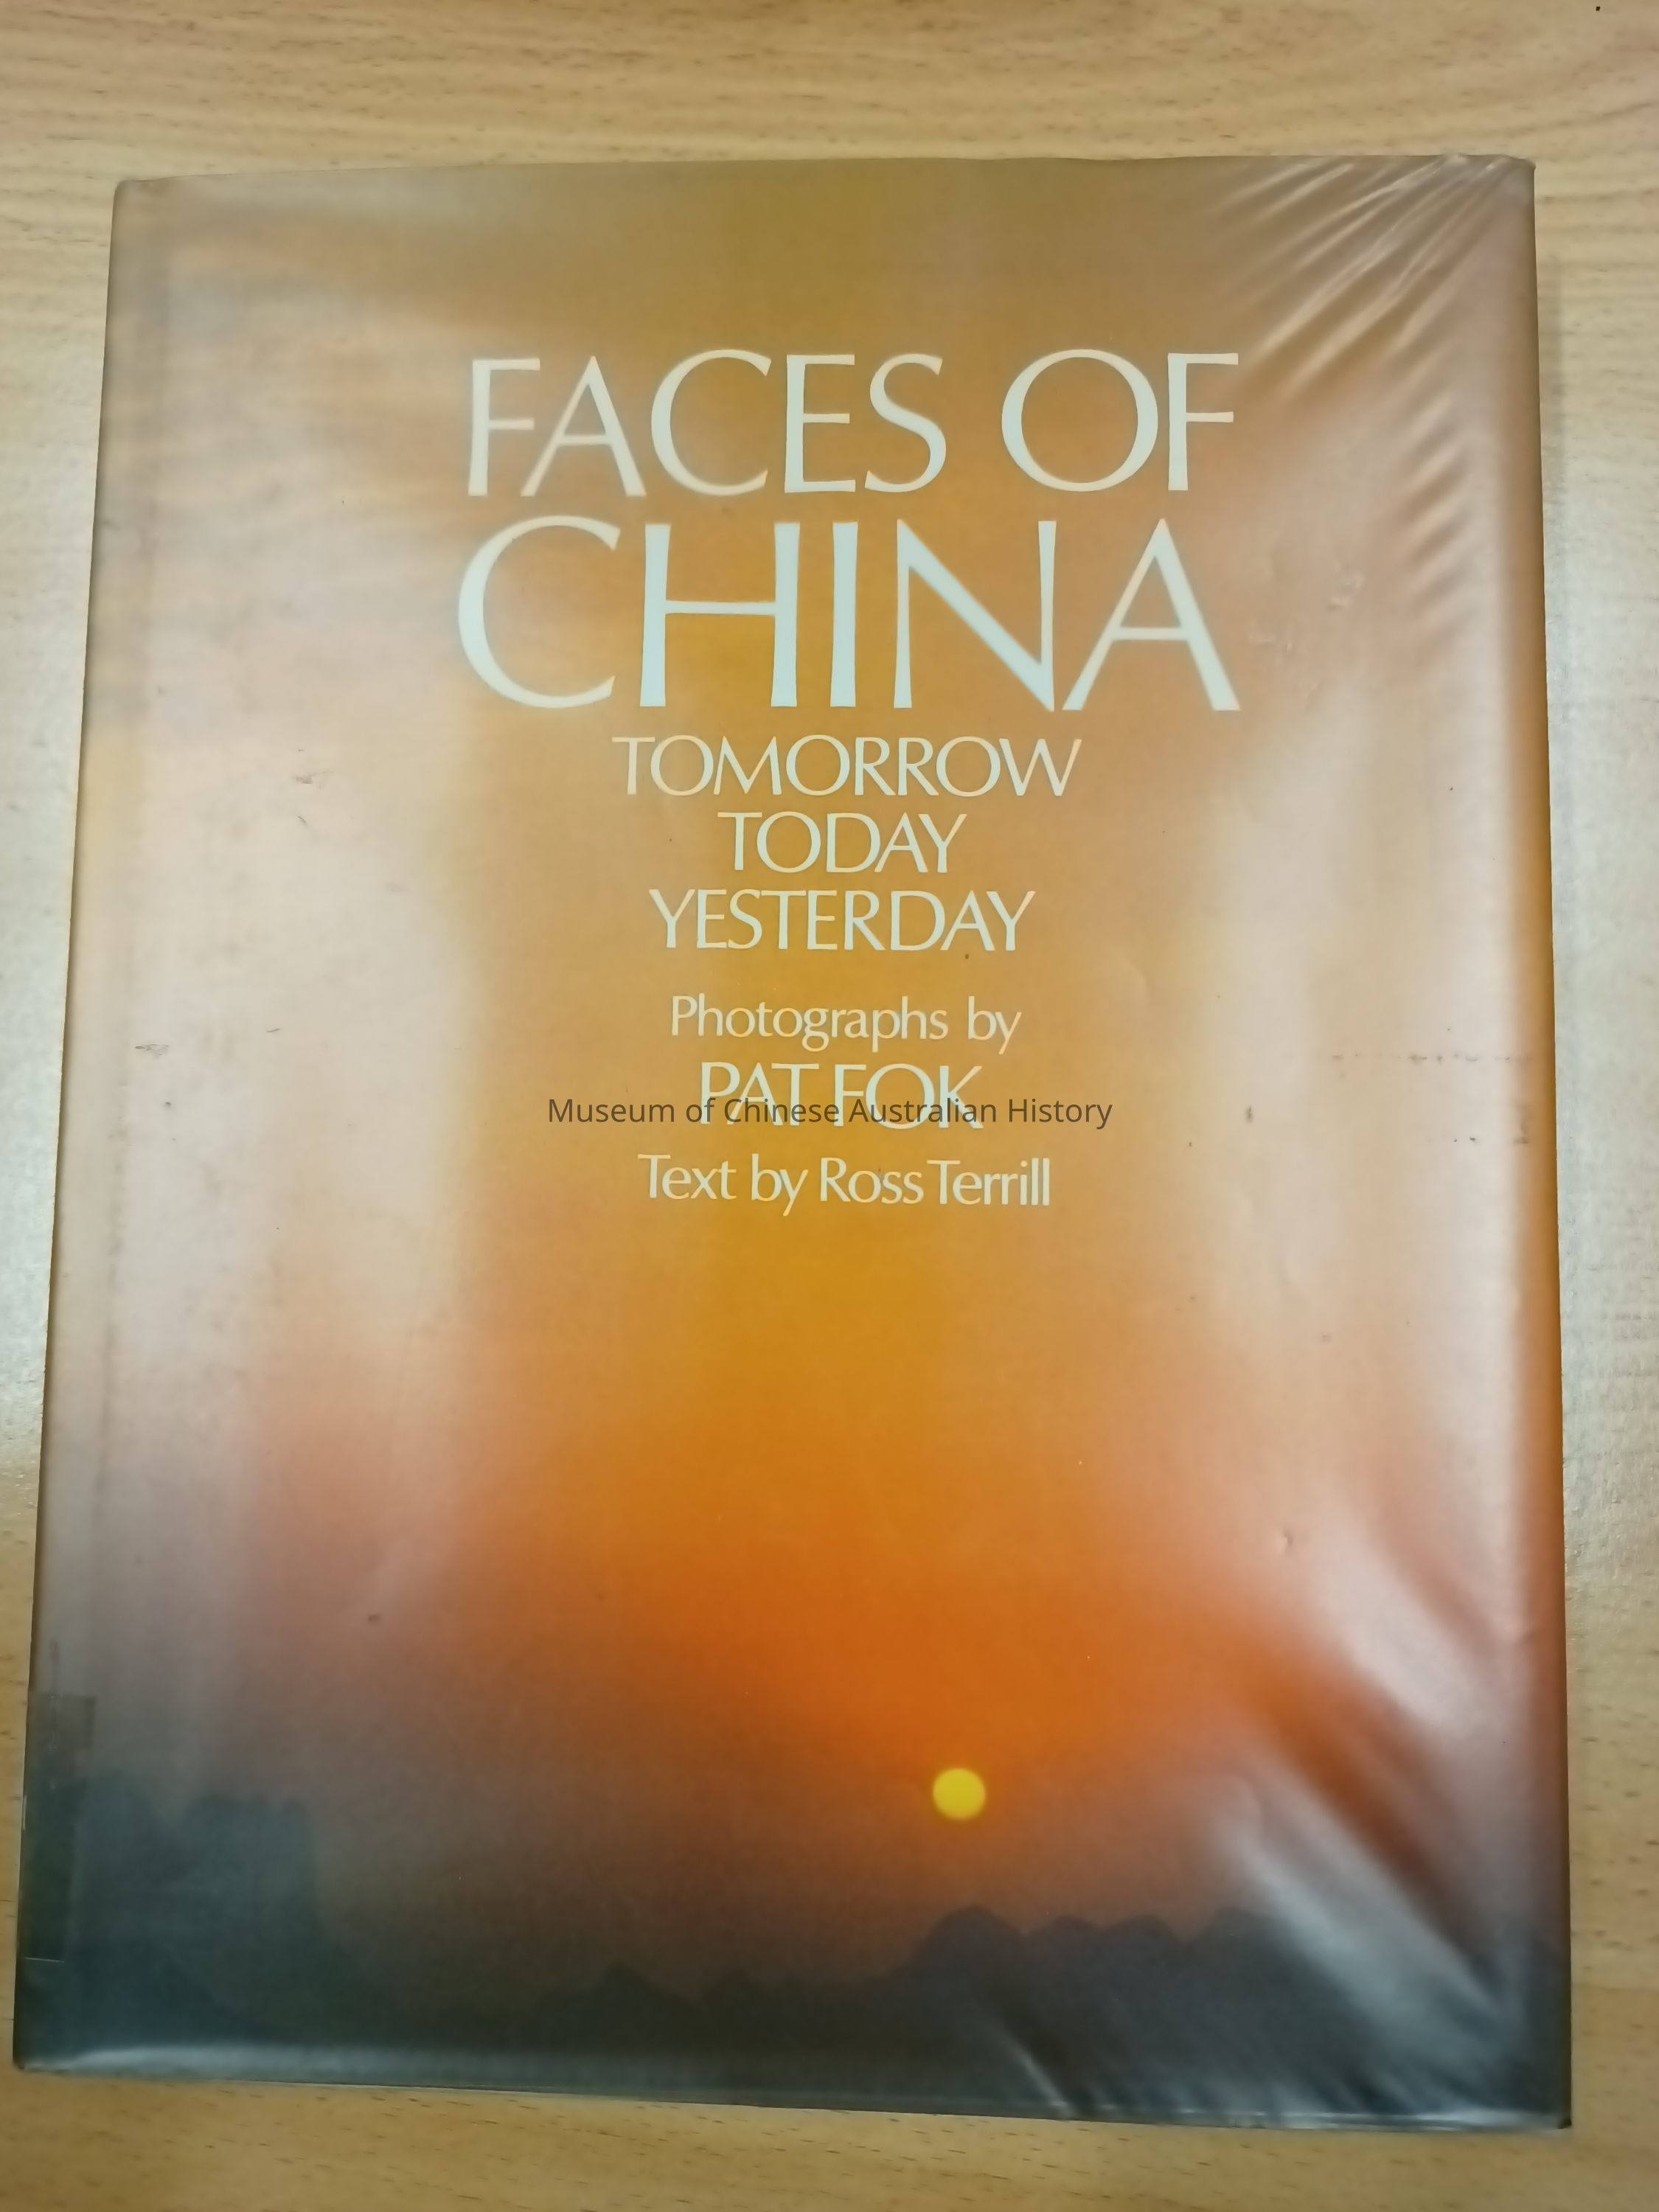 FACES OF
CHINA
TOMORROW
TODAY
YESTERDAY
Photographs by
PAT FOK
Museum of Chinese Australian History
Text by Ross Terrill